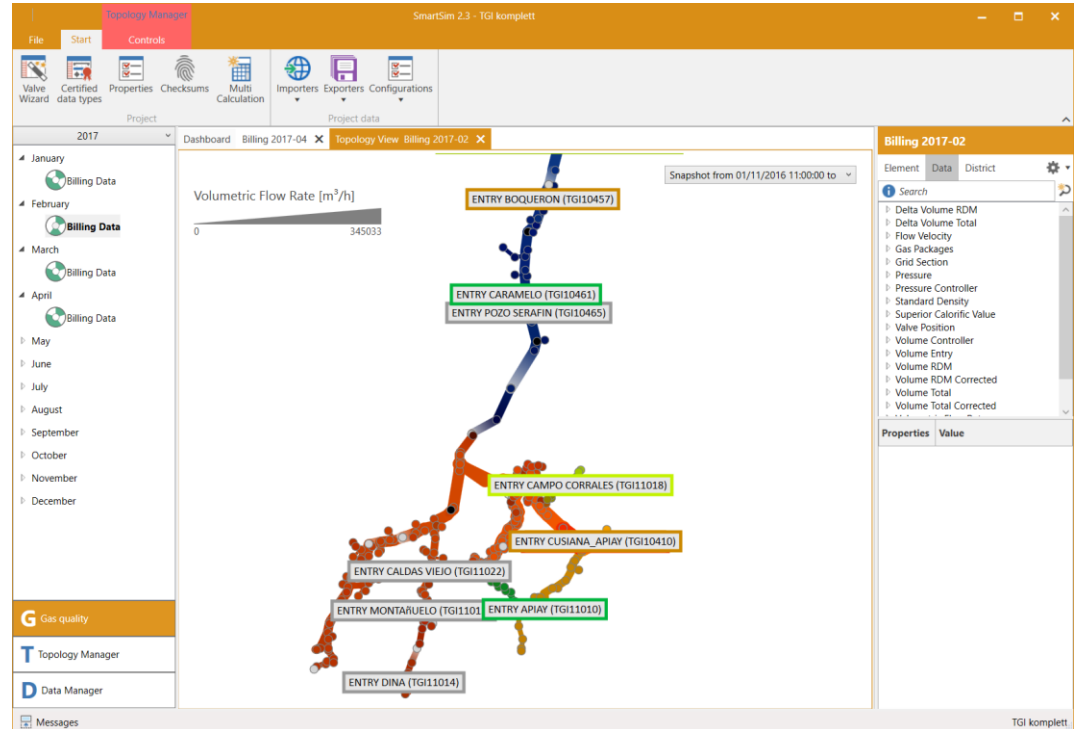 Topology Manager
SmartSim 2.3 - TGI komplett
File
Start
Controls
Valve Wizard
Certified data types
Properties
Checksums
Multi Calculation
Importers
Exporters
Configurations
Project
Project data
2017
Dashboard
Billing 2017-04
Topology View Billing 2017-02
January
Billing Data
February
Billing Data
March
Billing Data
April
Billing Data
May
June
July
August
September
October
November
December
G Gas quality
T Topology Manager
D Data Manager
Messages
Volumetric Flow Rate [m³/h]
0
345033
Snapshot from 01/11/2016 11:00:00 to
ENTRY BOQUERON (TGI10457)
ENTRY CARAMELO (TGI10461)
ENTRY POZO SERAFIN (TGI10465)
ENTRY CAMPO CORRALES (TGI11018)
ENTRY CUSIANA_APIAY (TGI10410)
ENTRY CALDAS VIEJO (TGI11022)
ENTRY MONTAñUELO (TGI1101
ENTRY APIAY (TGI11010)
ENTRY DINA (TGI11014)
Billing 2017-02
Element
Data
District
Search
Delta Volume RDM
Delta Volume Total
Flow Velocity
Gas Packages
Grid Section
Pressure
Pressure Controller
Standard Density
Superior Calorific Value
Valve Position
Volume Controller
Volume Entry
Volume RDM
Volume RDM Corrected
Volume Total
Volume Total Corrected
Properties
Value
TGI komplett